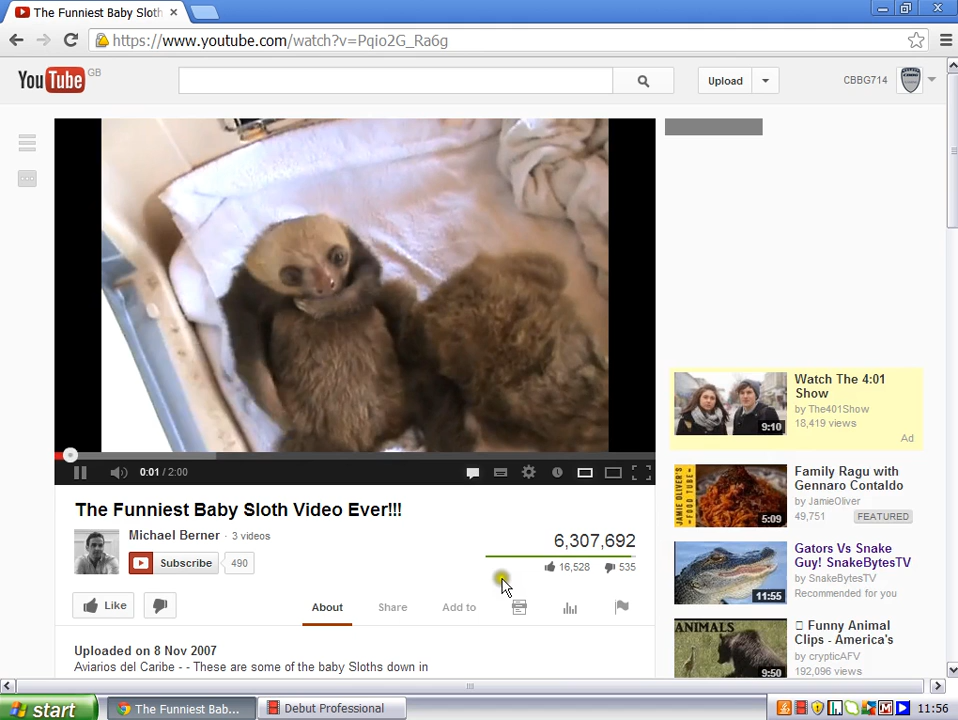 The Funniest Baby Sloth
https://www.youtube.com/watch?v=Pqio2G_Ra6g
YouTube GB
Upload
CBBG714
0:01 / 2:00
The Funniest Baby Sloth Video Ever!!!
Michael Berner · 3 videos
Subscribe 490
6,307,692
16,528 535
Like
About Share Add to
Uploaded on 8 Nov 2007
Aviarios del Caribe - - These are some of the baby Sloths down in
Watch The 4:01
Show
by The401Show
18,419 views
Ad
9:10
Family Ragu with
Gennaro Contaldo
by JamieOliver
49,751 FEATURED
JAMIE OLIVER'S
FOOD TUBE
5:09
Gators Vs Snake
Guy! SnakeBytesTV
by SnakeBytesTV
Recommended for you
11:55
Funny Animal
Clips - America's
by crypticAFV
192,096 views
ANIMALS
9:50
start
The Funniest Bab...
Debut Professional
11:56